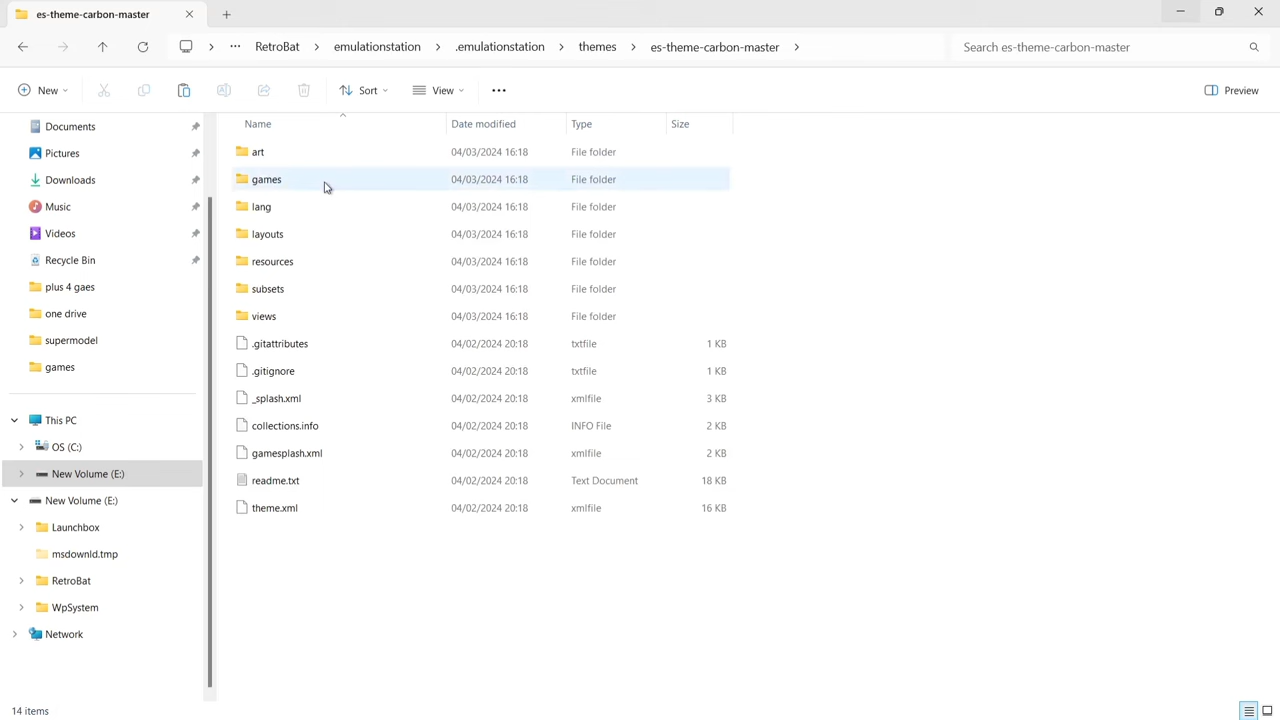 es-theme-carbon-master
RetroBat > emulationstation > .emulationstation > themes > es-theme-carbon-master >
Search es-theme-carbon-master
New
Sort
View
Preview
Documents
Pictures
Downloads
Music
Videos
Recycle Bin
plus 4 gaes
one drive
supermodel
games
This PC
OS (C:)
New Volume (E:)
New Volume (E:)
Launchbox
msdownld.tmp
RetroBat
WpSystem
Network
Name Date modified Type Size
art 04/03/2024 16:18 File folder
games 04/03/2024 16:18 File folder
lang 04/03/2024 16:18 File folder
layouts 04/03/2024 16:18 File folder
resources 04/03/2024 16:18 File folder
subsets 04/03/2024 16:18 File folder
views 04/03/2024 16:18 File folder
.gitattributes 04/02/2024 20:18 txtfile 1 KB
.gitignore 04/02/2024 20:18 txtfile 1 KB
_splash.xml 04/02/2024 20:18 xmlfile 3 KB
collections.info 04/02/2024 20:18 INFO File 2 KB
gamesplash.xml 04/02/2024 20:18 xmlfile 2 KB
readme.txt 04/02/2024 20:18 Text Document 18 KB
theme.xml 04/02/2024 20:18 xmlfile 16 KB
14 items